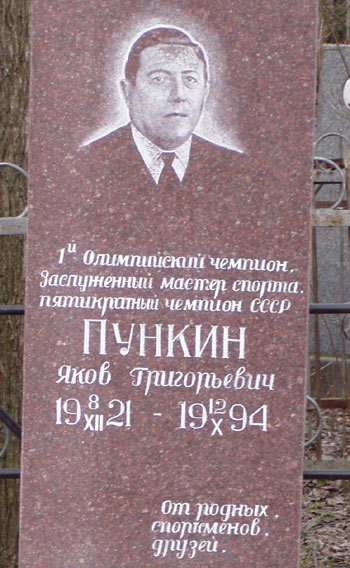 1й Олимпийский чемпион,
Заслуженный мастер спорта,
пятикратный чемпион СССР
ПУНКИН
Яков Григорьевич
19 8/XII 21 - 19 12/X 94
От родных,
спортсменов,
друзей.